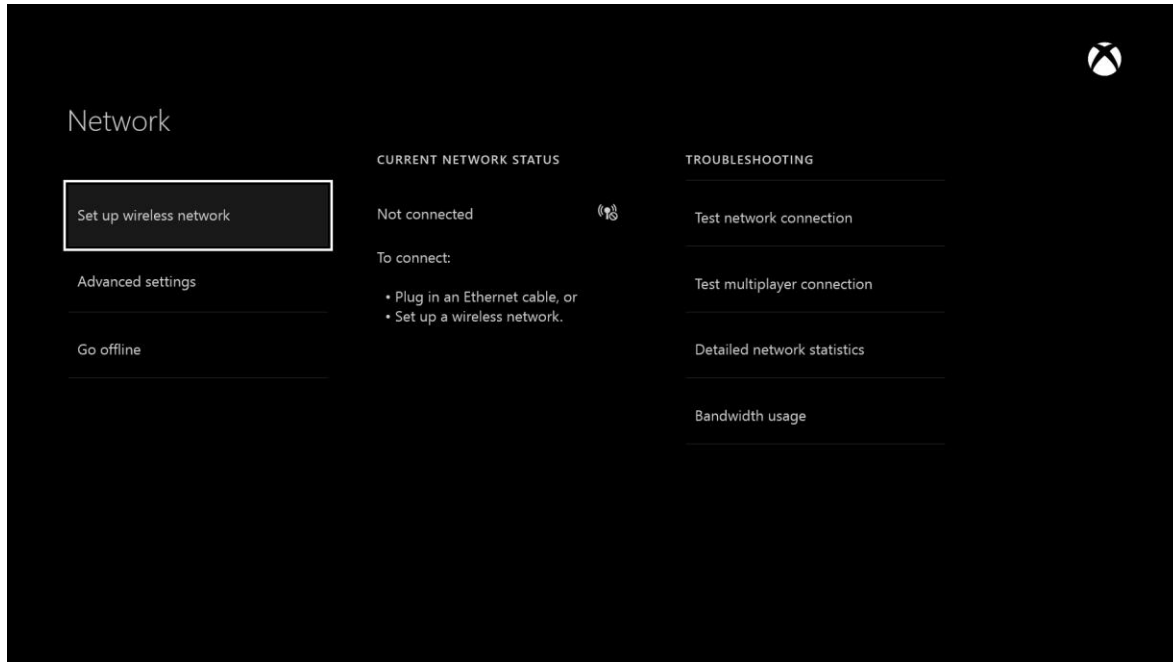 Network
Set up wireless network
Advanced settings
Go offline
CURRENT NETWORK STATUS
Not connected
To connect:
• Plug in an Ethernet cable, or
• Set up a wireless network.
TROUBLESHOOTING
Test network connection
Test multiplayer connection
Detailed network statistics
Bandwidth usage